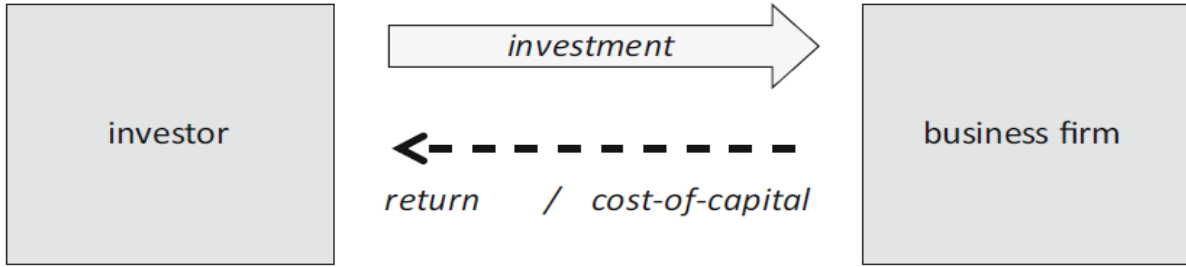 investment
investor
business firm
return / cost-of-capital